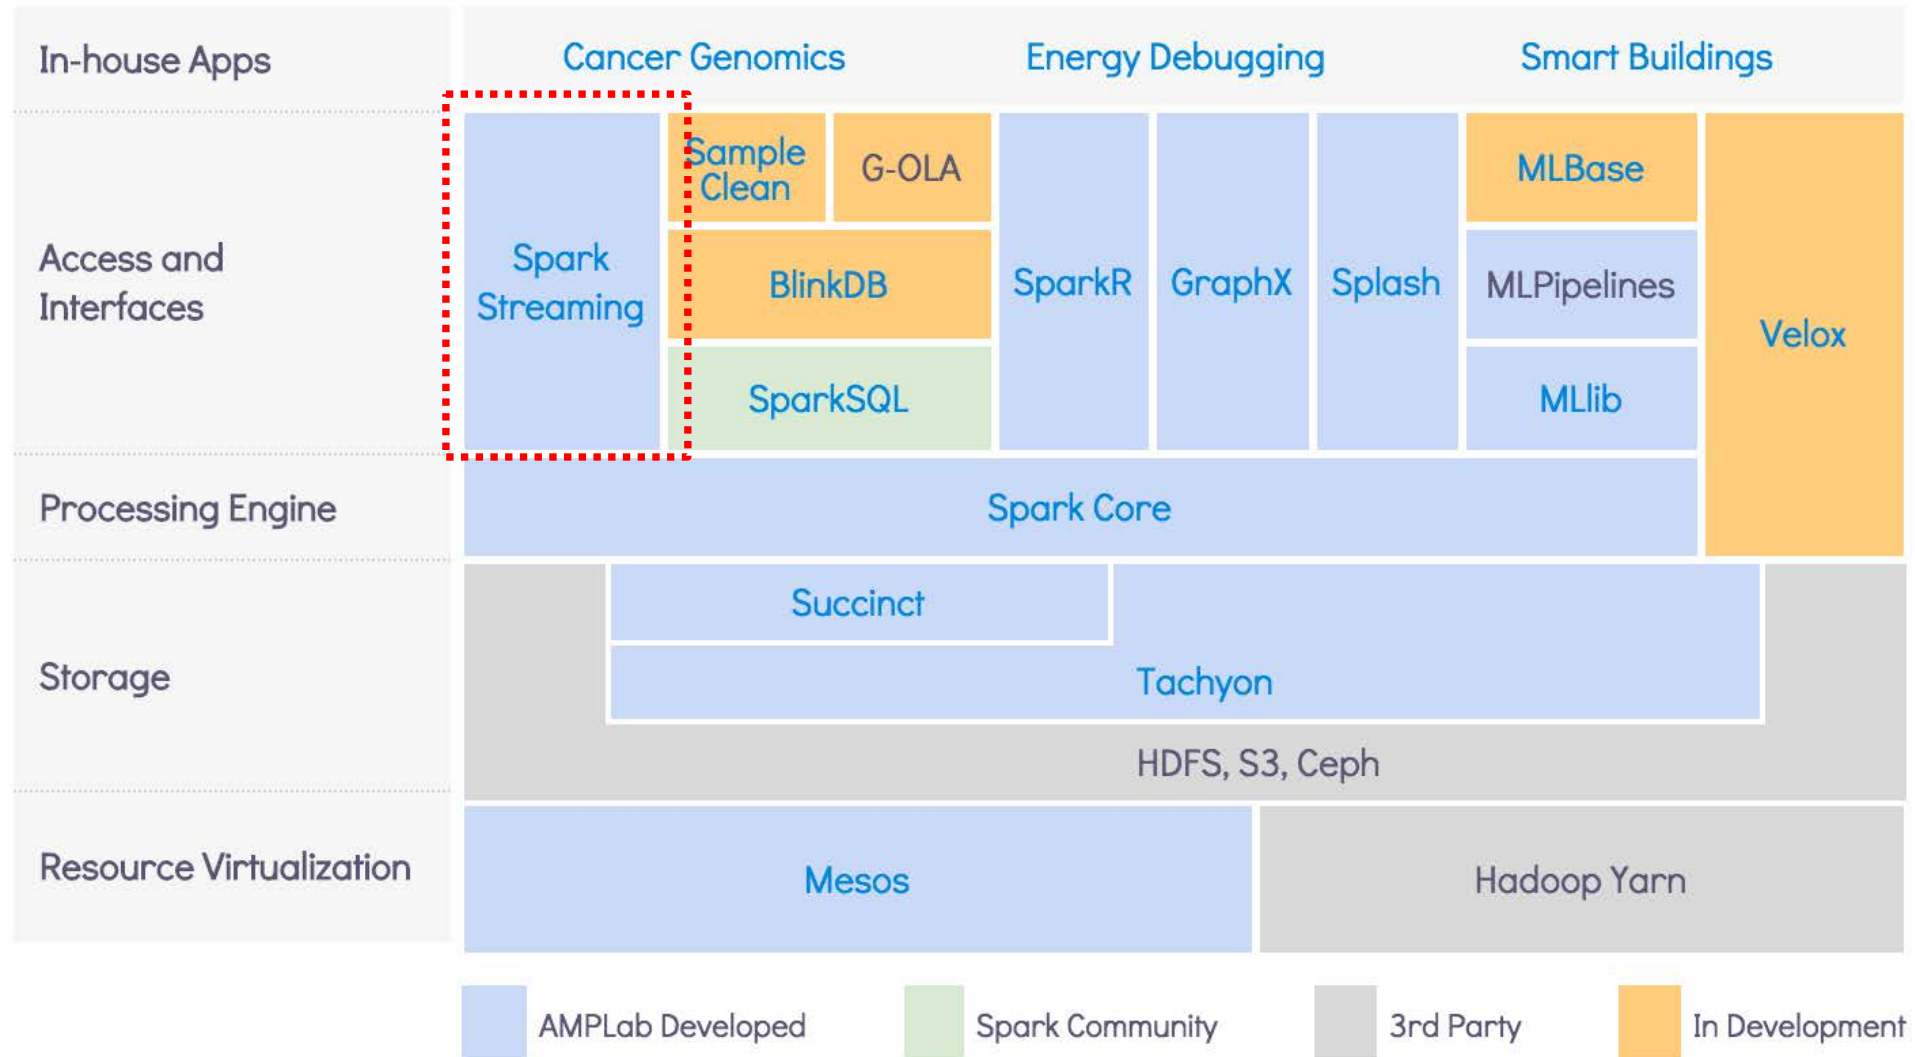 In-house Apps
Cancer Genomics
Energy Debugging
Smart Buildings
Access and
Interfaces
Spark
Streaming
Sample
Clean
G-OLA
BlinkDB
SparkSQL
SparkR
GraphX
Splash
MLBase
MLPipelines
MLlib
Velox
Processing Engine
Spark Core
Storage
Succinct
Tachyon
HDFS, S3, Ceph
Resource Virtualization
Mesos
Hadoop Yarn
AMPLab Developed
Spark Community
3rd Party
In Development